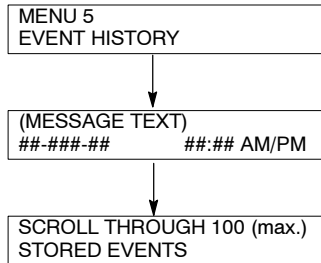 MENU 5
EVENT HISTORY
(MESSAGE TEXT)
##-###-## ##:## AM/PM
SCROLL THROUGH 100 (max.)
STORED EVENTS